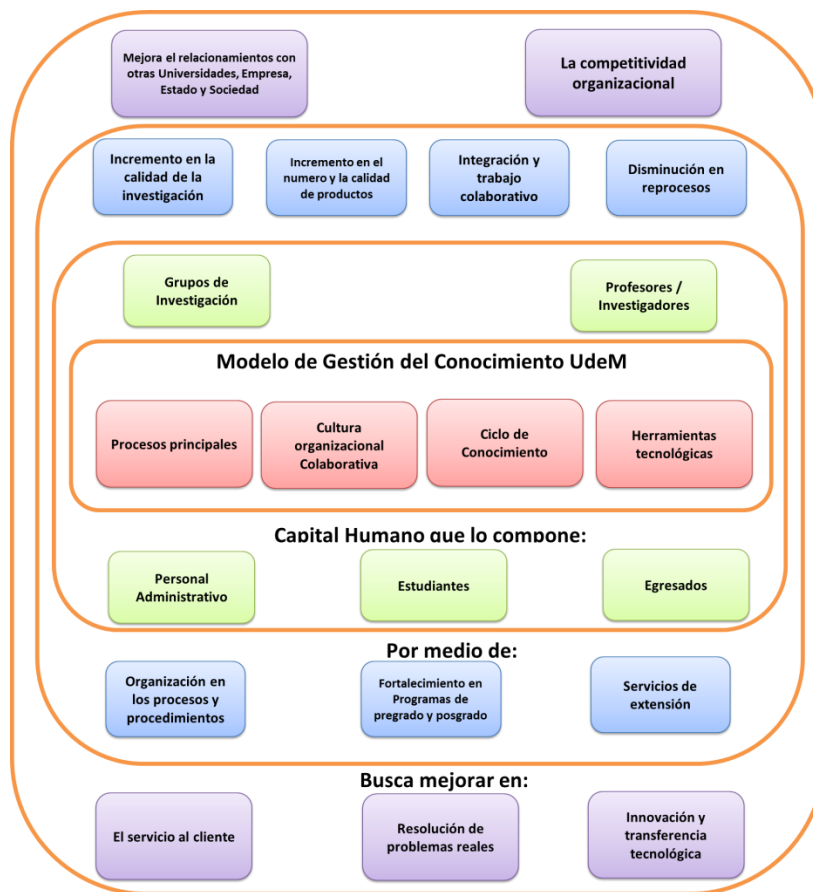 Mejora el relacionamientos con
otras Universidades, Empresa,
Estado y Sociedad
La competitividad
organizacional
Incremento en la
calidad de la
investigación
Incremento en el
numero y la calidad
de productos
Integración y
trabajo
colaborativo
Disminución en
reprocesos
Grupos de
Investigación
Profesores /
Investigadores
Modelo de Gestión del Conocimiento UdeM
Procesos principales
Cultura
organizacional
Colaborativa
Ciclo de
Conocimiento
Herramientas
tecnológicas
Capital Humano que lo compone:
Personal
Administrativo
Estudiantes
Egresados
Por medio de:
Organización en
los procesos y
procedimientos
Fortalecimiento en
Programas de
pregrado y posgrado
Servicios de
extensión
Busca mejorar en:
El servicio al cliente
Resolución de
problemas reales
Innovación y
transferencia
tecnológica